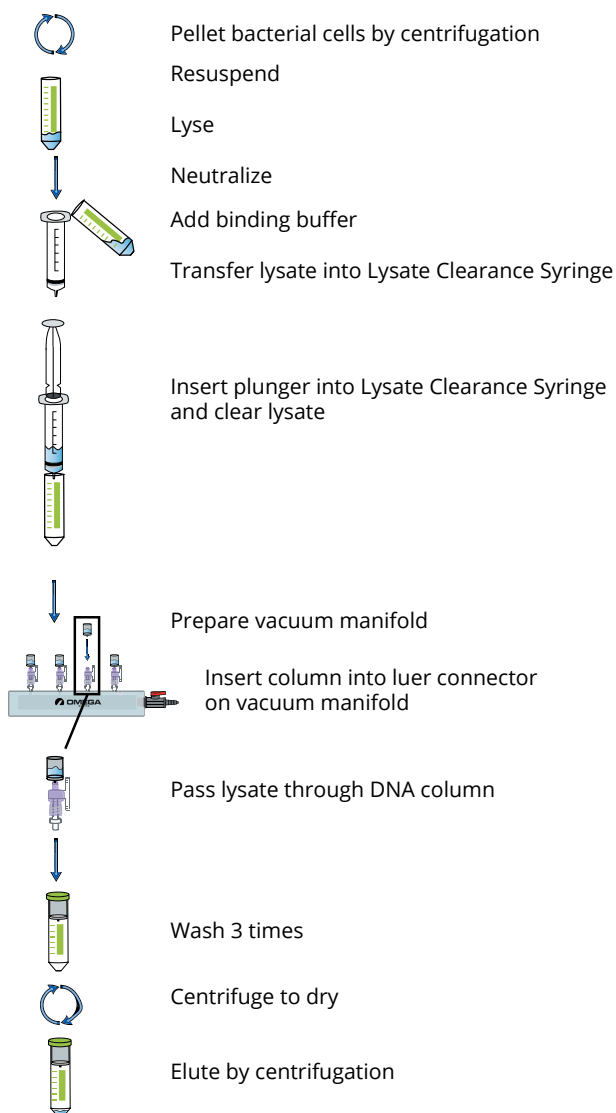 Pellet bacterial cells by centrifugation
Resuspend
Lyse
Neutralize
Add binding buffer
Transfer lysate into Lysate Clearance Syringe
Insert plunger into Lysate Clearance Syringe
and clear lysate
Prepare vacuum manifold
Insert column into luer connector
on vacuum manifold
OMEGA
Pass lysate through DNA column
Wash 3 times
Centrifuge to dry
Elute by centrifugation